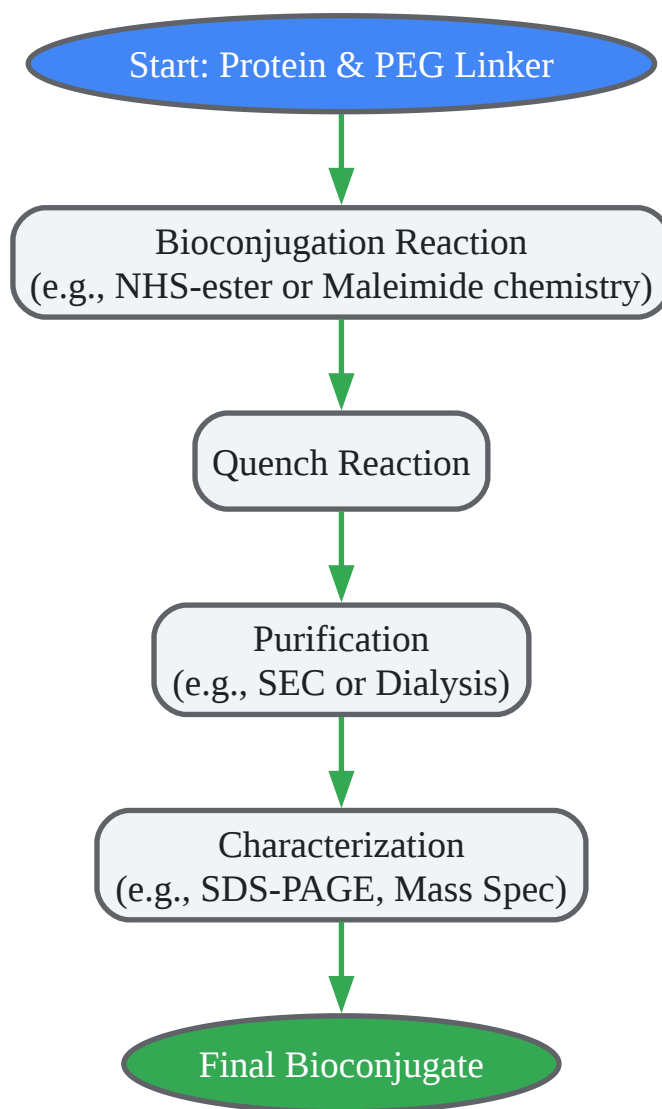 Start: Protein & PEG Linker
Bioconjugation Reaction
(e.g., NHS-ester or Maleimide chemistry)
Quench Reaction
Purification
(e.g., SEC or Dialysis)
Characterization
(e.g., SDS-PAGE, Mass Spec)
Final Bioconjugate